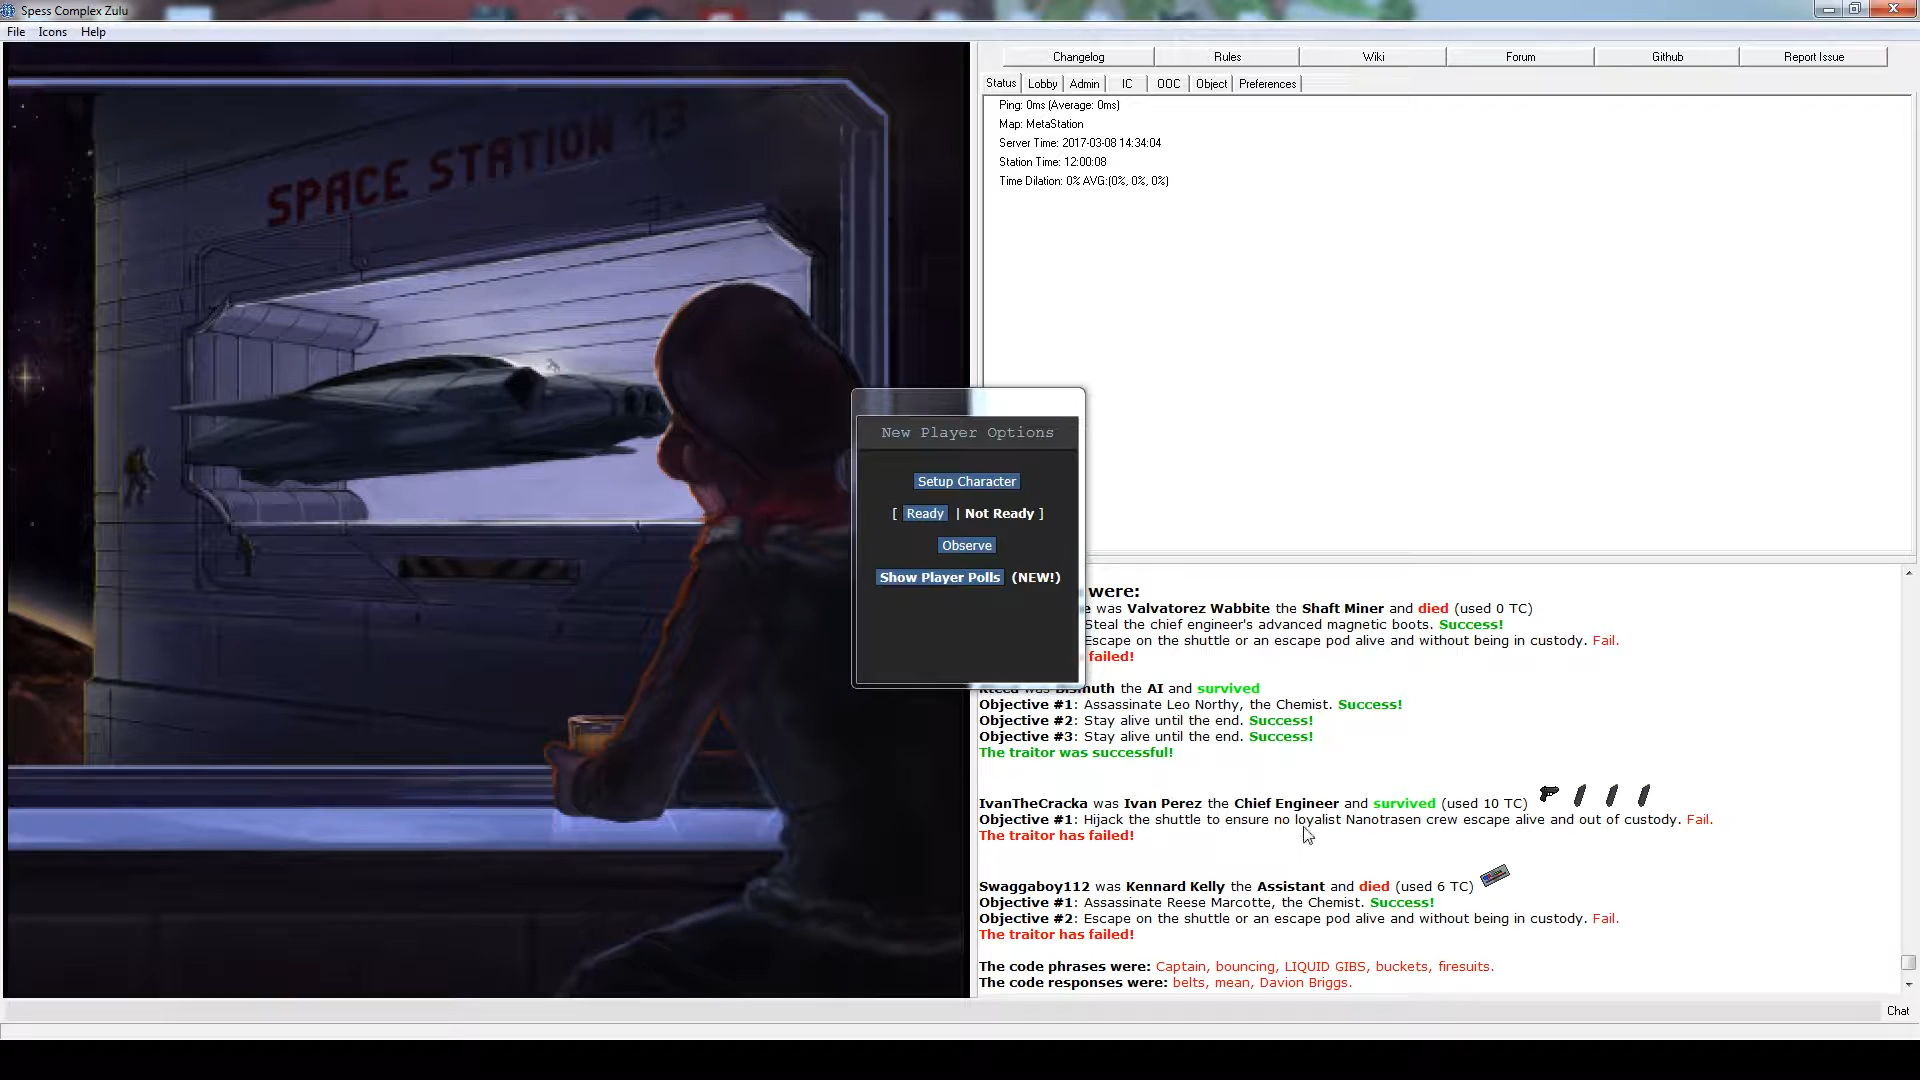 Spess Complex Zulu
File Icons Help
SPACE STATION 13
Changelog Rules Wiki Forum Github Report Issue
Status Lobby Admin IC OOC Object Preferences
Ping: 0ms (Average: 0ms)
Map: MetaStation
Server Time: 2017-03-08 14:34:04
Station Time: 12:00:08
Time Dilation: 0% AVG:(0%, 0%, 0%)
New Player Options
Setup Character
[ Ready | Not Ready ]
Observe
Show Player Polls (NEW!)
were:
was Valvatorez Wabbite the Shaft Miner and died (used 0 TC)
Steal the chief engineer's advanced magnetic boots. Success!
Escape on the shuttle or an escape pod alive and without being in custody. Fail.
failed!
was Bismuth the AI and survived
Objective #1: Assassinate Leo Northy, the Chemist. Success!
Objective #2: Stay alive until the end. Success!
Objective #3: Stay alive until the end. Success!
The traitor was successful!
IvanTheCracka was Ivan Perez the Chief Engineer and survived (used 10 TC)
Objective #1: Hijack the shuttle to ensure no loyalist Nanotrasen crew escape alive and out of custody. Fail.
The traitor has failed!
Swaggaboy112 was Kennard Kelly the Assistant and died (used 6 TC)
Objective #1: Assassinate Reese Marcotte, the Chemist. Success!
Objective #2: Escape on the shuttle or an escape pod alive and without being in custody. Fail.
The traitor has failed!
The code phrases were: Captain, bouncing, LIQUID GIBS, buckets, firesuits.
The code responses were: belts, mean, Davion Briggs.
Chat